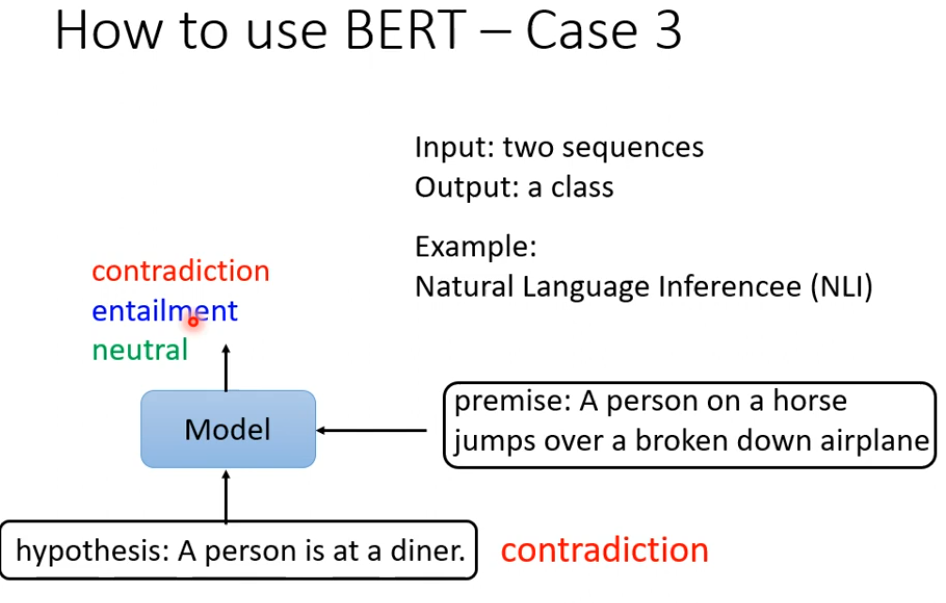 How to use BERT – Case 3
Input: two sequences
Output: a class
Example:
Natural Language Inferencee (NLI)
contradiction
entailment
neutral
Model
premise: A person on a horse
jumps over a broken down airplane
hypothesis: A person is at a diner.
contradiction